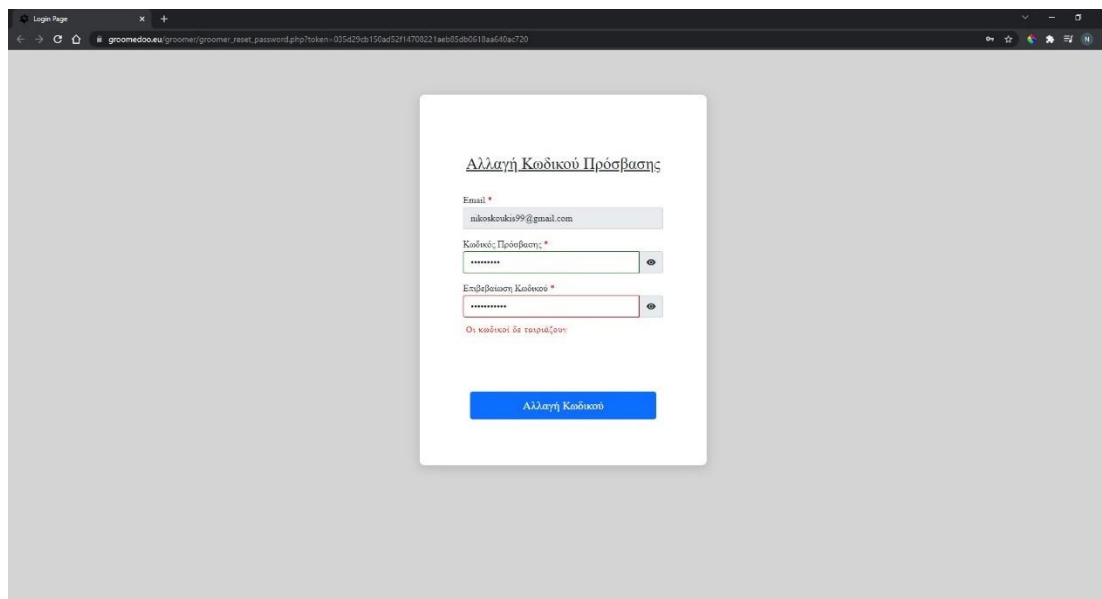 Login Page
groomedoo.eu/groomer/groomer_reset_password.php?token=035d29cb150ad52f14708221aeb85db0618aa640ac720
N
Αλλαγή Κωδικού Πρόσβασης
Email *
nikoskoukis99@gmail.com
Κωδικός Πρόσβασης *
•••••••••
Επιβεβαίωση Κωδικού *
•••••••••••
Οι κωδικοί δε ταιριάζουν
Αλλαγή Κωδικού